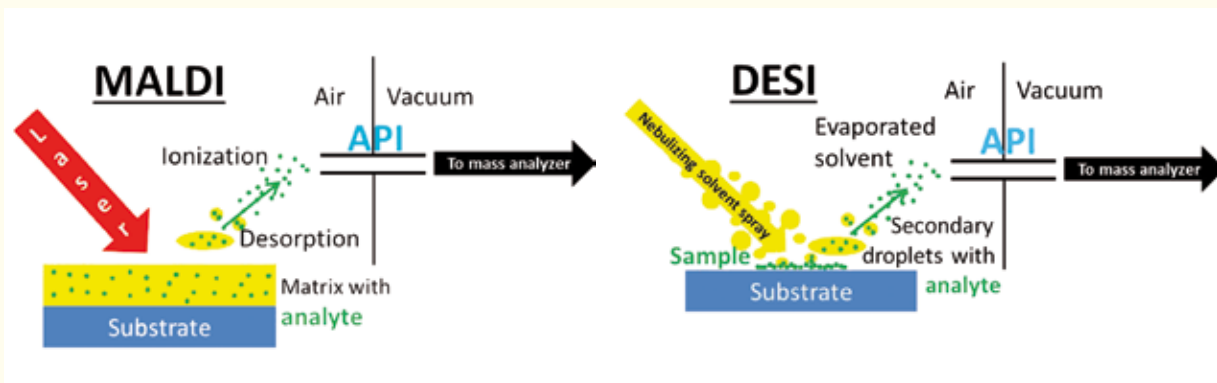 MALDI
Air
Vacuum
API
Laser
Ionization
To mass analyzer
Desorption
Matrix with
analyte
Substrate
DESI
Air
Vacuum
API
Nebulizing solvent spray
Evaporated
solvent
To mass analyzer
Sample
Secondary
droplets with
analyte
Substrate